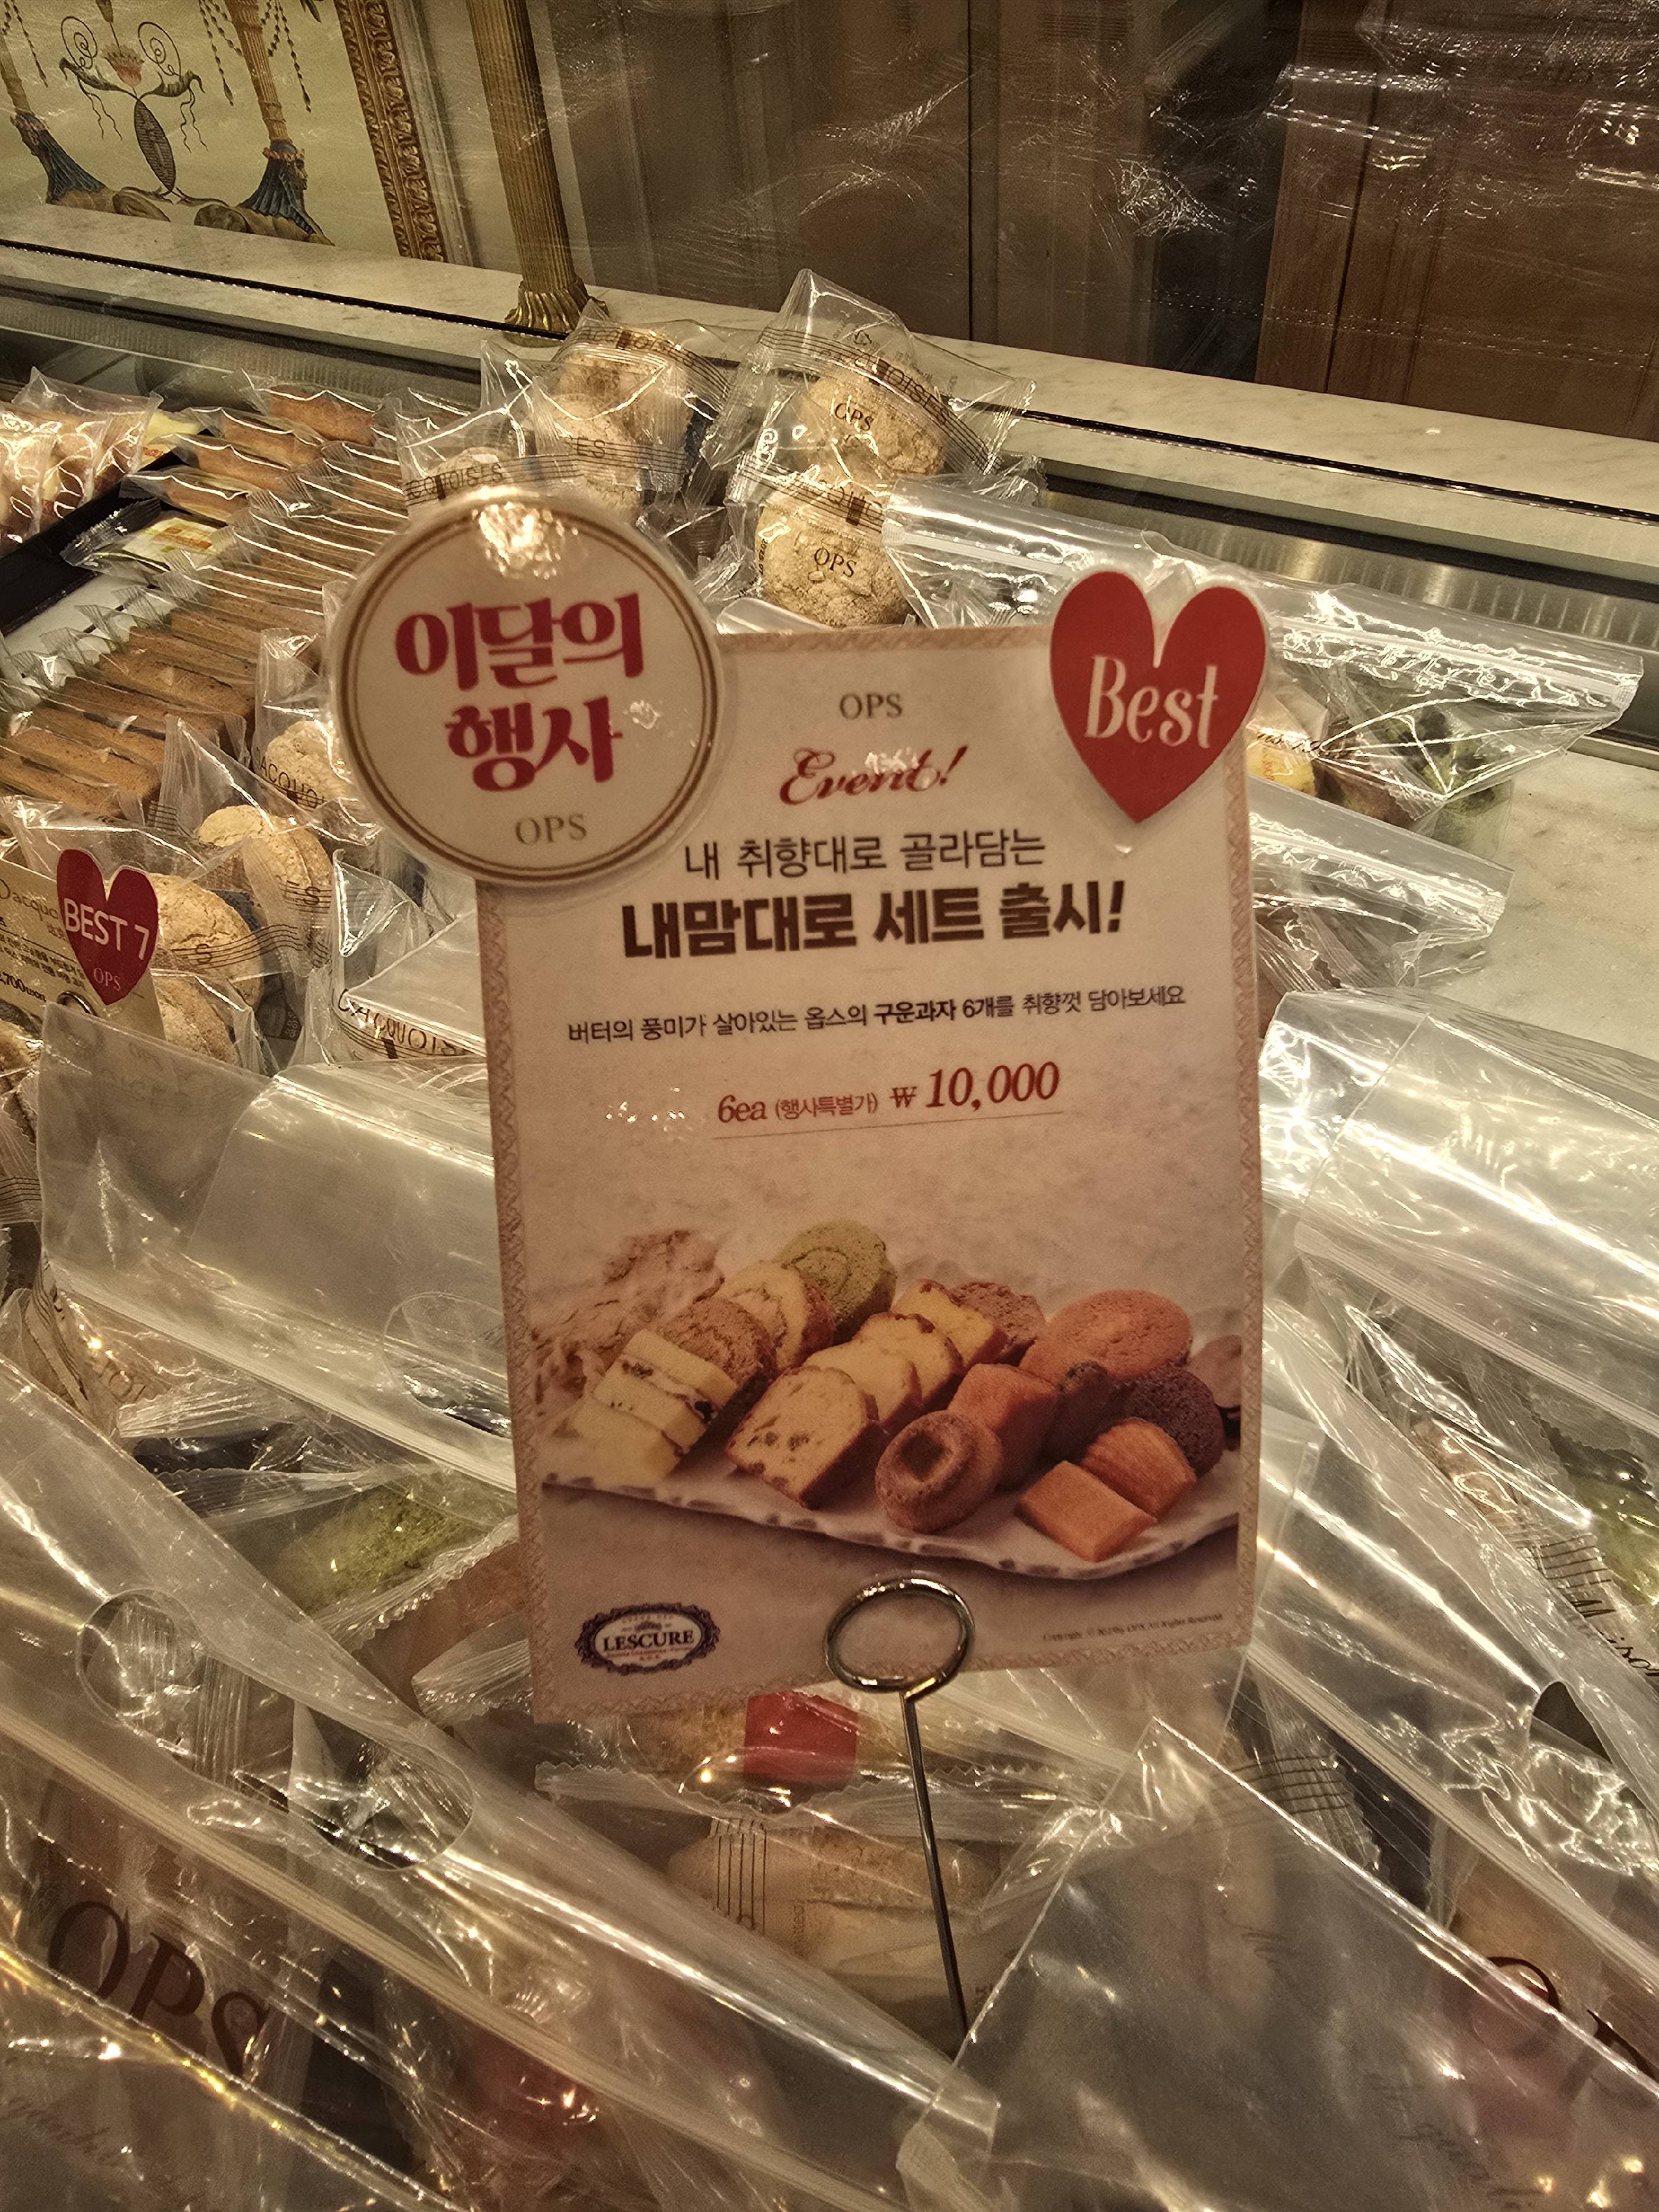 이달의
행사
OPS
Best
OPS
Event!
내 취향대로 골라담는
내맘대로 세트 출시!
버터의 풍미가 살아있는 옵스의 구운과자 6개를 취향껏 담아보세요
6ea (행사특별가) ₩ 10,000
LESCURE
BEST 7
OPS
OPS
OPS
OPS